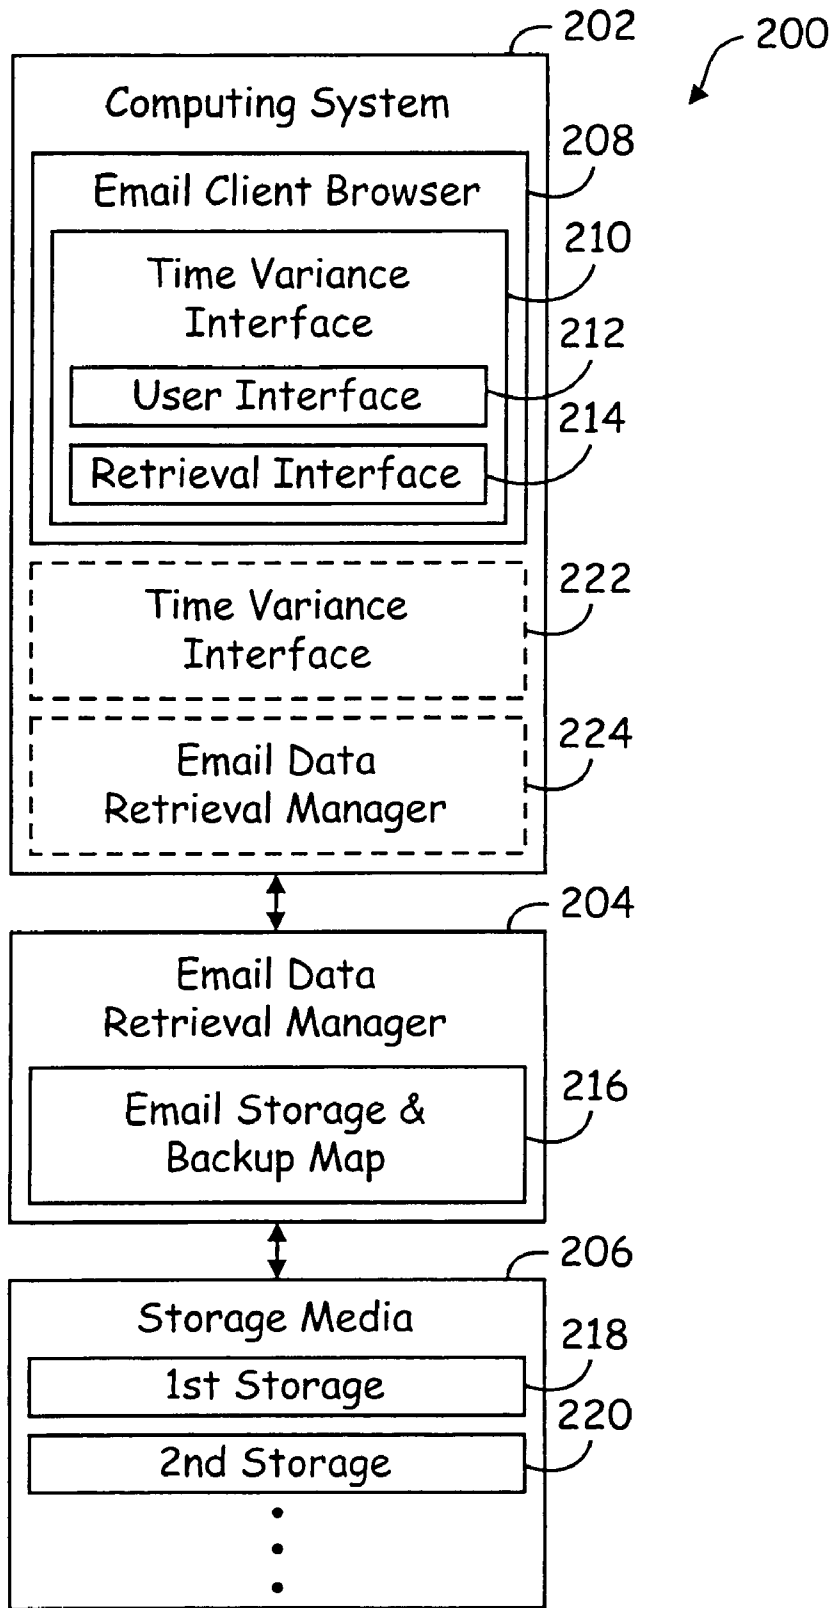 202
200
Computing System
208
Email Client Browser
210
Time Variance
Interface
212
User Interface
214
Retrieval Interface
222
Time Variance
Interface
224
Email Data
Retrieval Manager
204
Email Data
Retrieval Manager
216
Email Storage &
Backup Map
206
Storage Media
218
1st Storage
220
2nd Storage